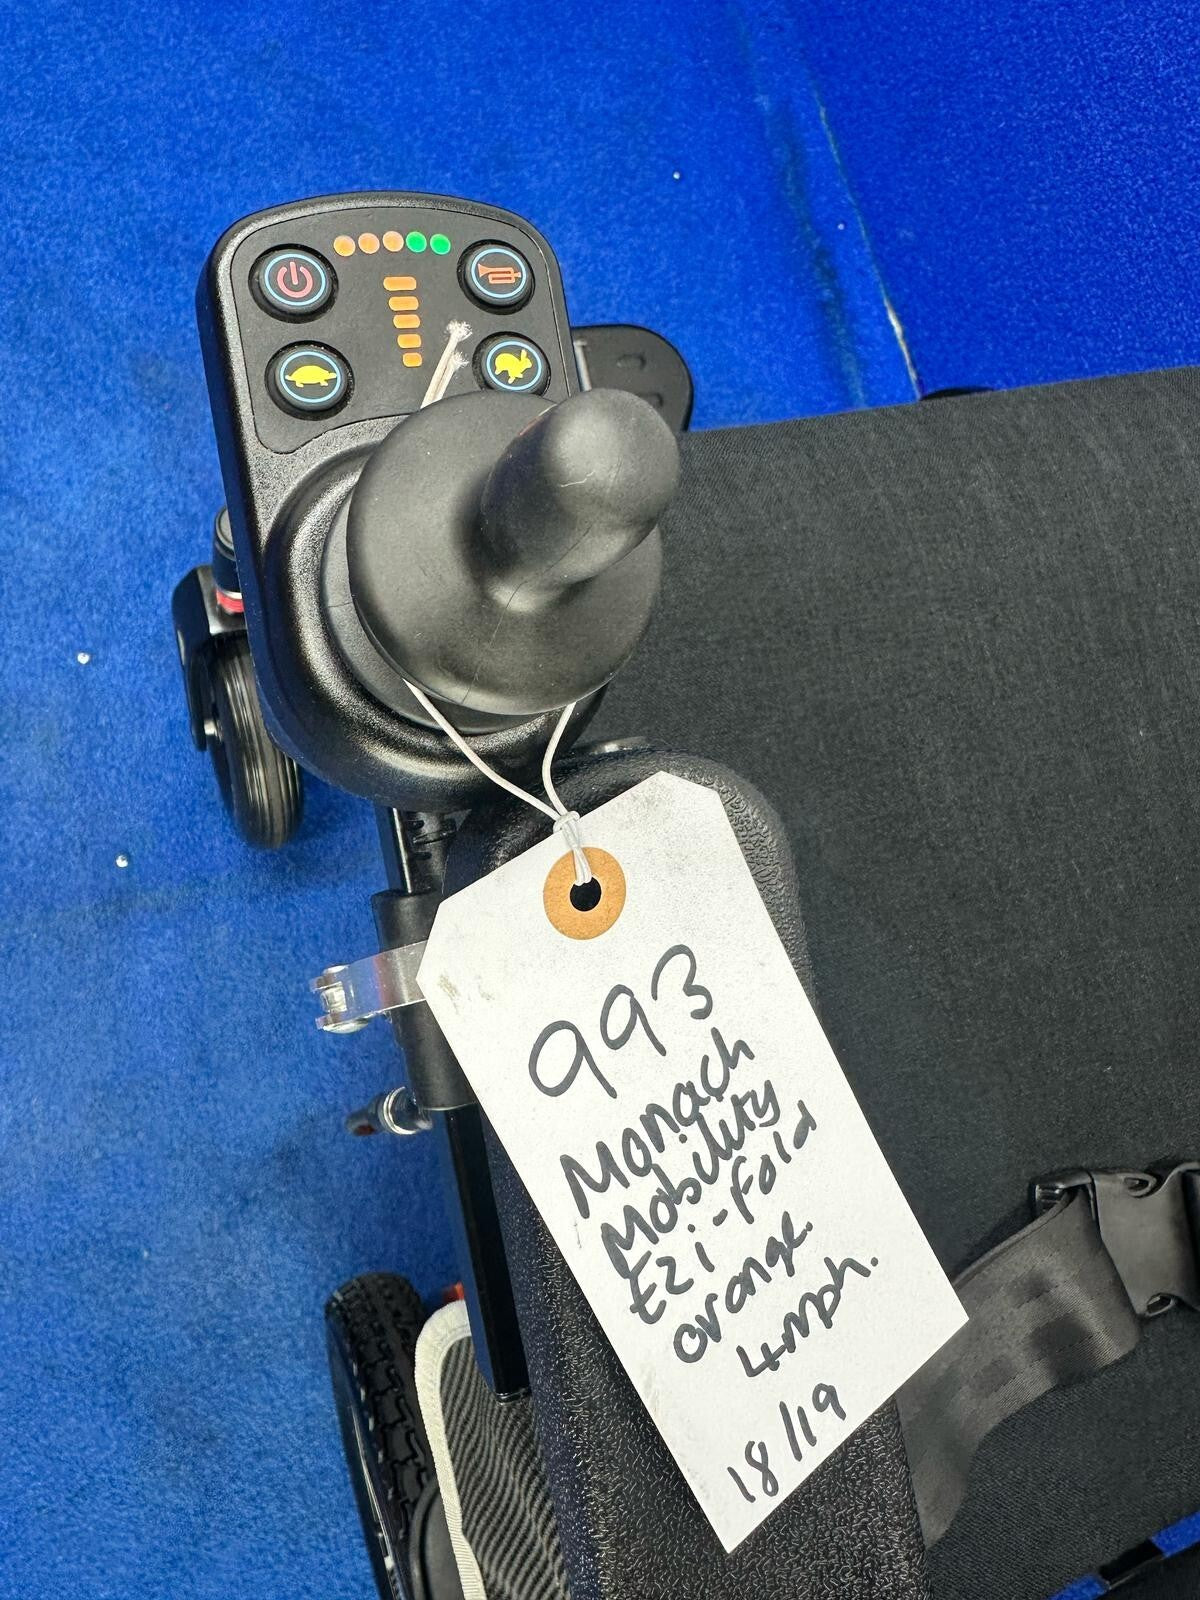 993
Monach
Mobility
Ezi-fold
orange.
4mph.
18/19